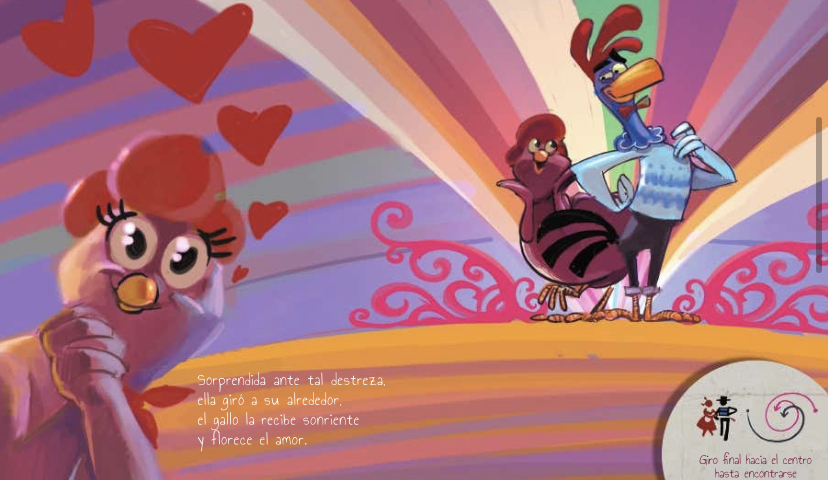 Sorprendida ante tal destreza,
ella giró a su alrededor,
el gallo la recibe sonriente
y florece el amor.
Giro final hacia el centro
hasta encontrarse